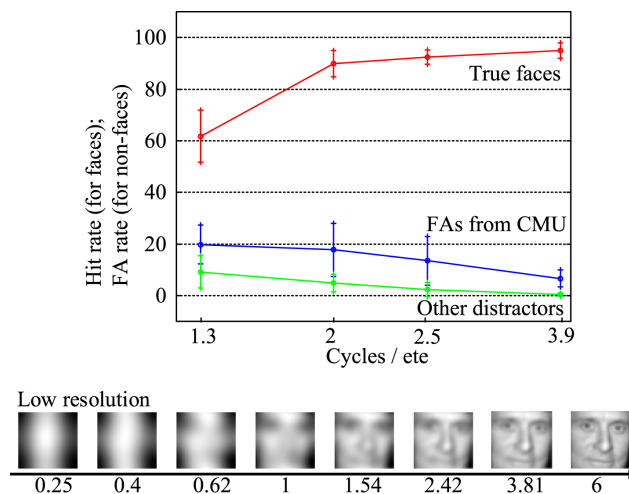 Hit rate (for faces);
FA rate (for non-faces)
100
80
60
40
20
0
True faces
FAs from CMU
Other distractors
1.3 2 2.5 3.9
Cycles / ete
Low resolution
0.25 0.4 0.62 1 1.54 2.42 3.81 6